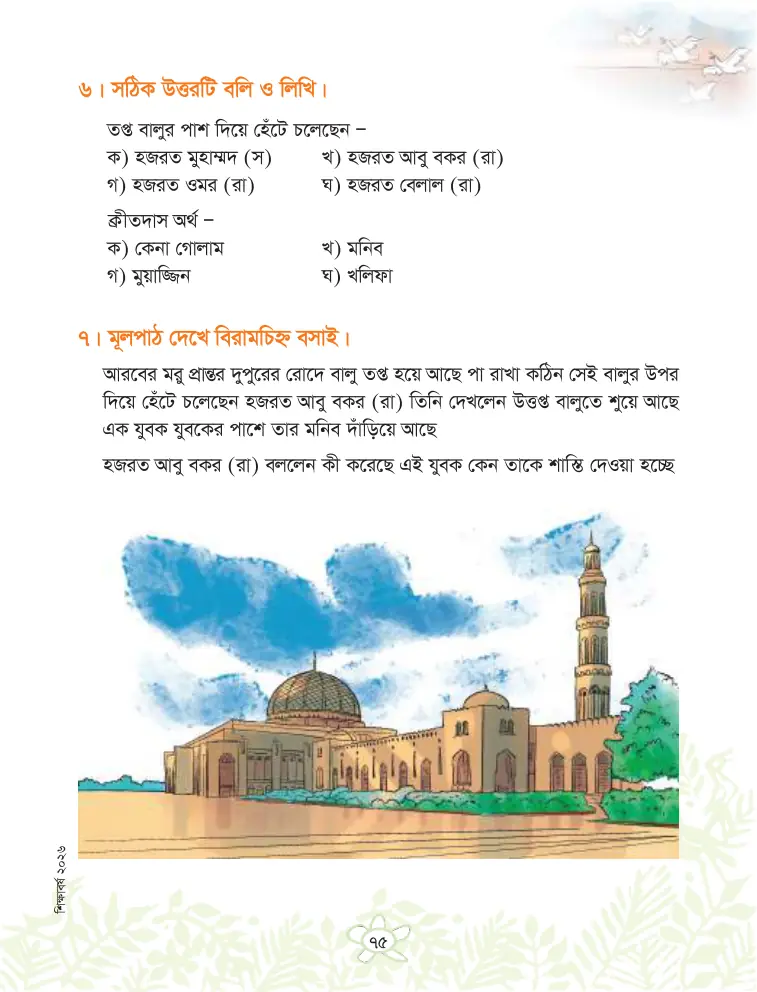 ৬। সঠিক উত্তরটি বলি ও লিখি।
তপ্ত বালুর পাশ দিয়ে হেঁটে চলেছেন –
ক) হজরত মুহাম্মদ (স) খ) হজরত আবু বকর (রা)
গ) হজরত ওমর (রা) ঘ) হজরত বেলাল (রা)
ক্রীতদাস অর্থ –
ক) কেনা গোলাম খ) মনিব
গ) মুয়াজ্জিন ঘ) খলিফা
৭। মূলপাঠ দেখে বিরামচিহ্ন বসাই।
আরবের মরু প্রান্তর দুপুরের রোদে বালু তপ্ত হয়ে আছে পা রাখা কঠিন সেই বালুর উপর
দিয়ে হেঁটে চলেছেন হজরত আবু বকর (রা) তিনি দেখলেন উত্তপ্ত বালুতে শুয়ে আছে
এক যুবক যুবকের পাশে তার মনিব দাঁড়িয়ে আছে
হজরত আবু বকর (রা) বললেন কী করেছে এই যুবক কেন তাকে শাস্তি দেওয়া হচ্ছে
শিক্ষাবর্ষ ২০২৬
৭৫